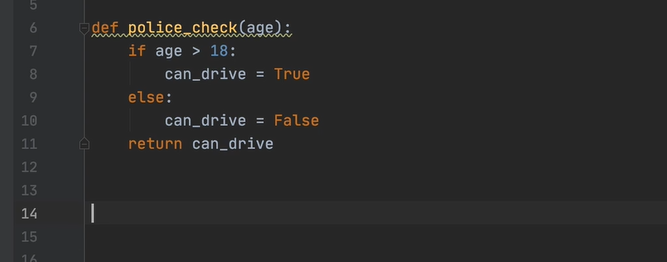 5
6 def police_check(age):
7 if age > 18:
8 can_drive = True
9 else:
10 can_drive = False
11 return can_drive
12
13
14
15
16